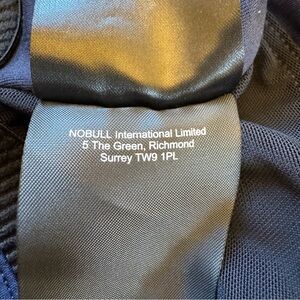 NOBULL International Limited
5 The Green, Richmond
Surrey TW9 1PL